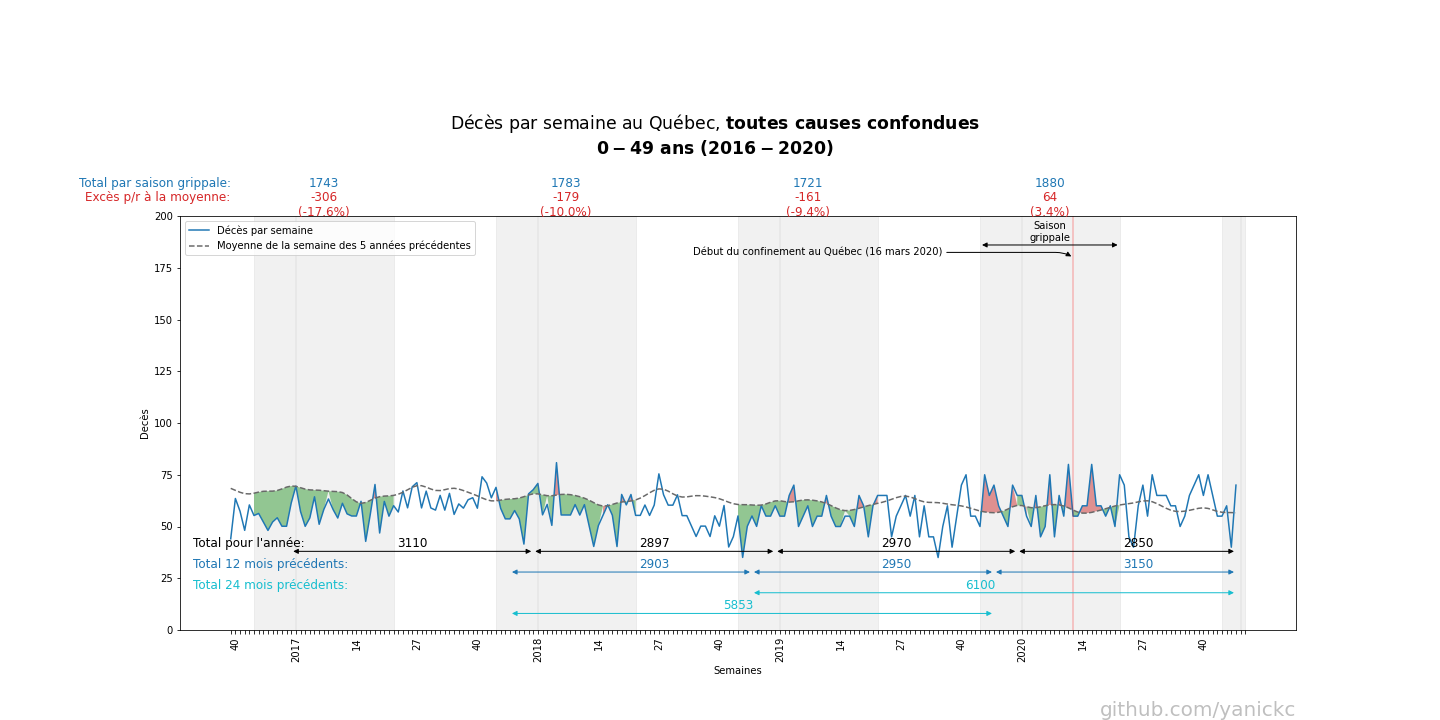 Décès par semaine au Québec, toutes causes confondues
0 – 49 ans (2016 – 2020)
Total par saison grippale: 1743 1783 1721 1880
Excès p/r à la moyenne: -306 -179 -161 64
(-17.6%) (-10.0%) (-9.4%) (3.4%)
Décès par semaine
Moyenne de la semaine des 5 années précédentes
Saison
grippale
Début du confinement au Québec (16 mars 2020)
200
175
150
125
100
75
50
25
0
Decès
Total pour l'année: 3110 2897 2970 2850
Total 12 mois précédents: 2903 2950 3150
Total 24 mois précédents: 6100
5853
40 2017 14 27 40 2018 14 27 40 2019 14 27 40 2020 14 27 40
Semaines
github.com/yanickc